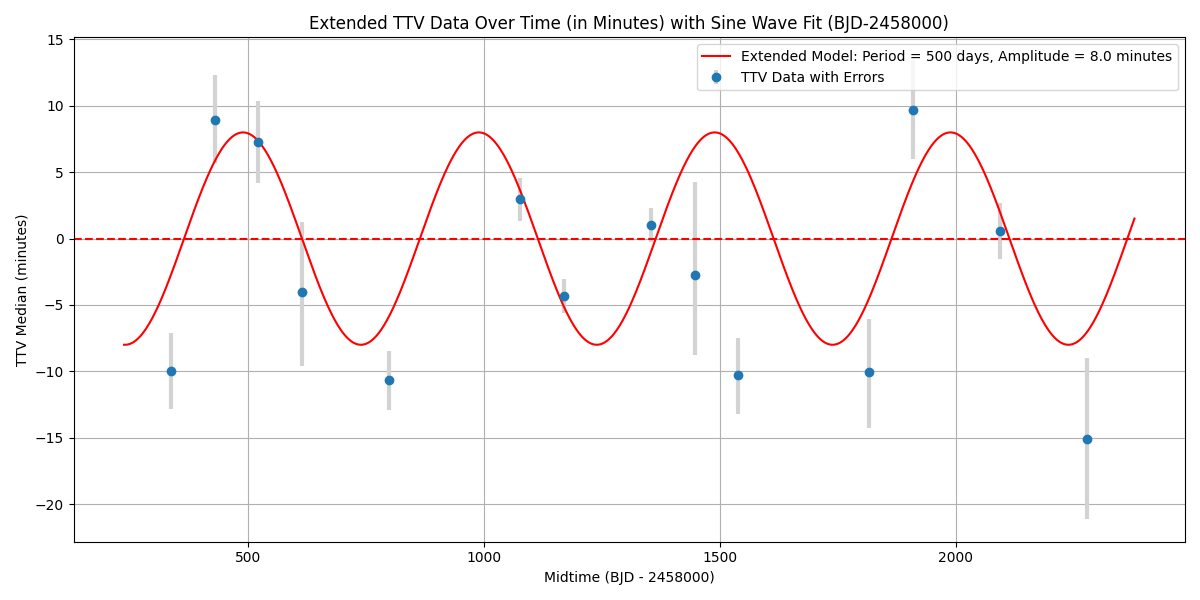 Extended TTV Data Over Time (in Minutes) with Sine Wave Fit (BJD-2458000)
Extended Model: Period = 500 days, Amplitude = 8.0 minutes
TTV Data with Errors
TTV Median (minutes)
15
10
5
0
−5
−10
−15
−20
500
1000
1500
2000
Midtime (BJD - 2458000)